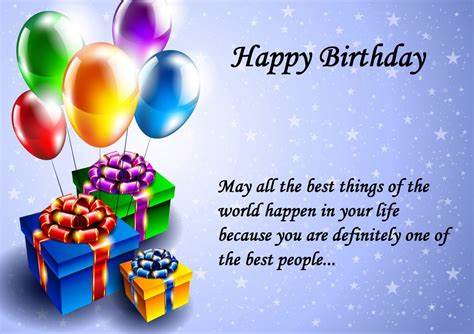 Happy Birthday
May all the best things of the
world happen in your life
because you are definitely one of
the best people...